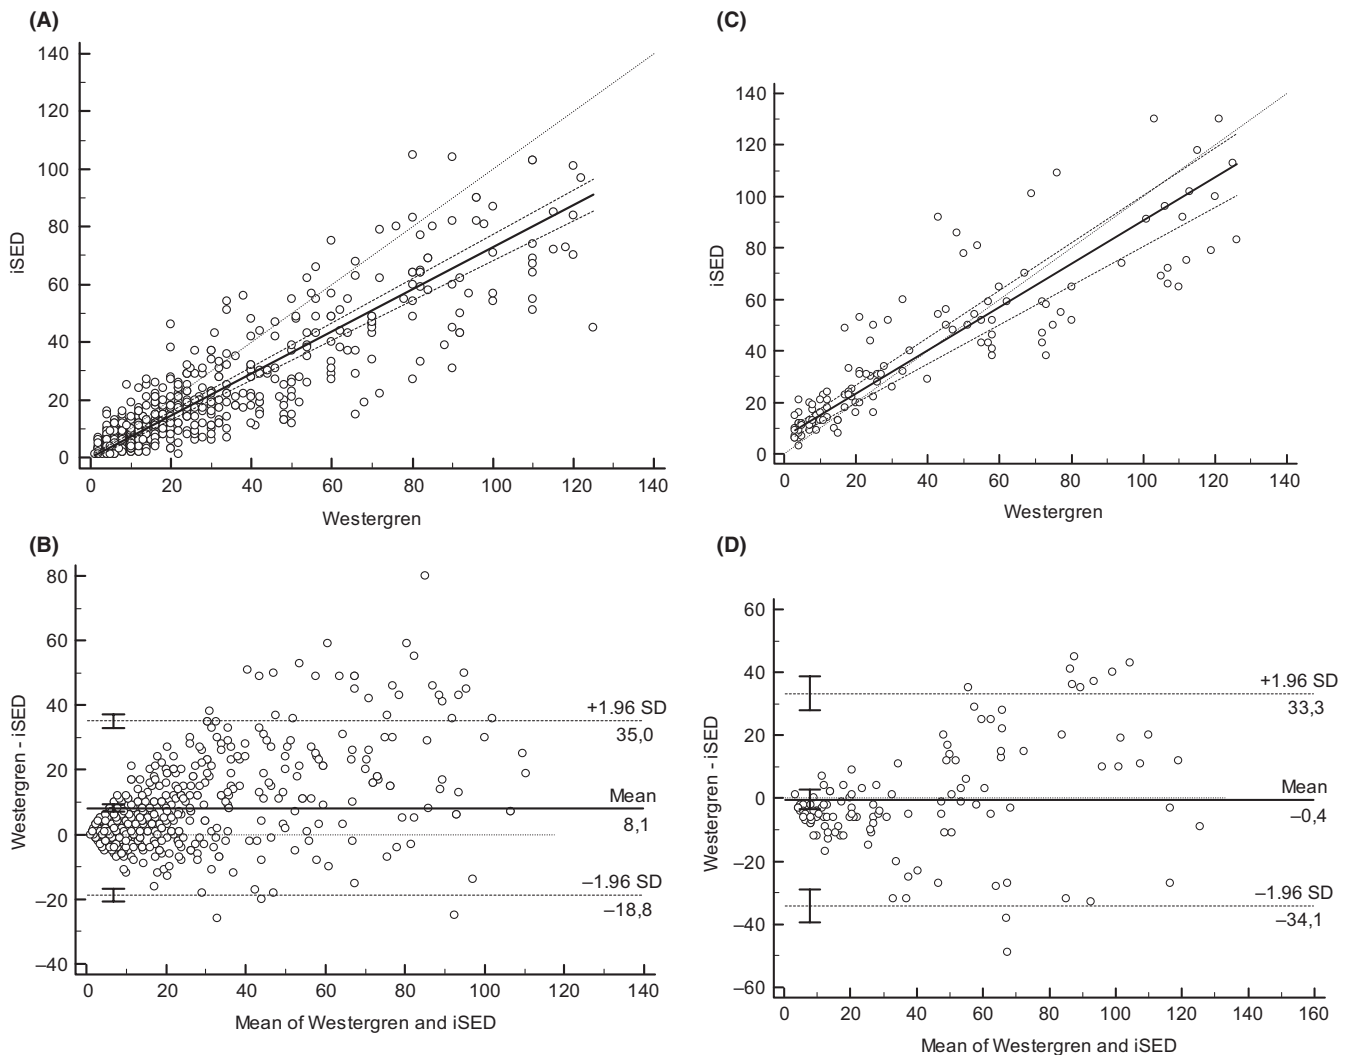 (A)
140
120
100
80
60
40
20
0
iSED
0 20 40 60 80 100 120 140
Westergren
(C)
140
120
100
80
60
40
20
0
iSED
0 20 40 60 80 100 120 140
Westergren
(B)
80
60
40
20
0
–20
–40
Westergren - iSED
+1.96 SD
35,0
Mean
8,1
–1.96 SD
–18,8
0 20 40 60 80 100 120 140
Mean of Westergren and iSED
(D)
60
40
20
0
–20
–40
–60
Westergren - iSED
+1.96 SD
33,3
Mean
–0,4
–1.96 SD
–34,1
0 20 40 60 80 100 120 140 160
Mean of Westergren and iSED